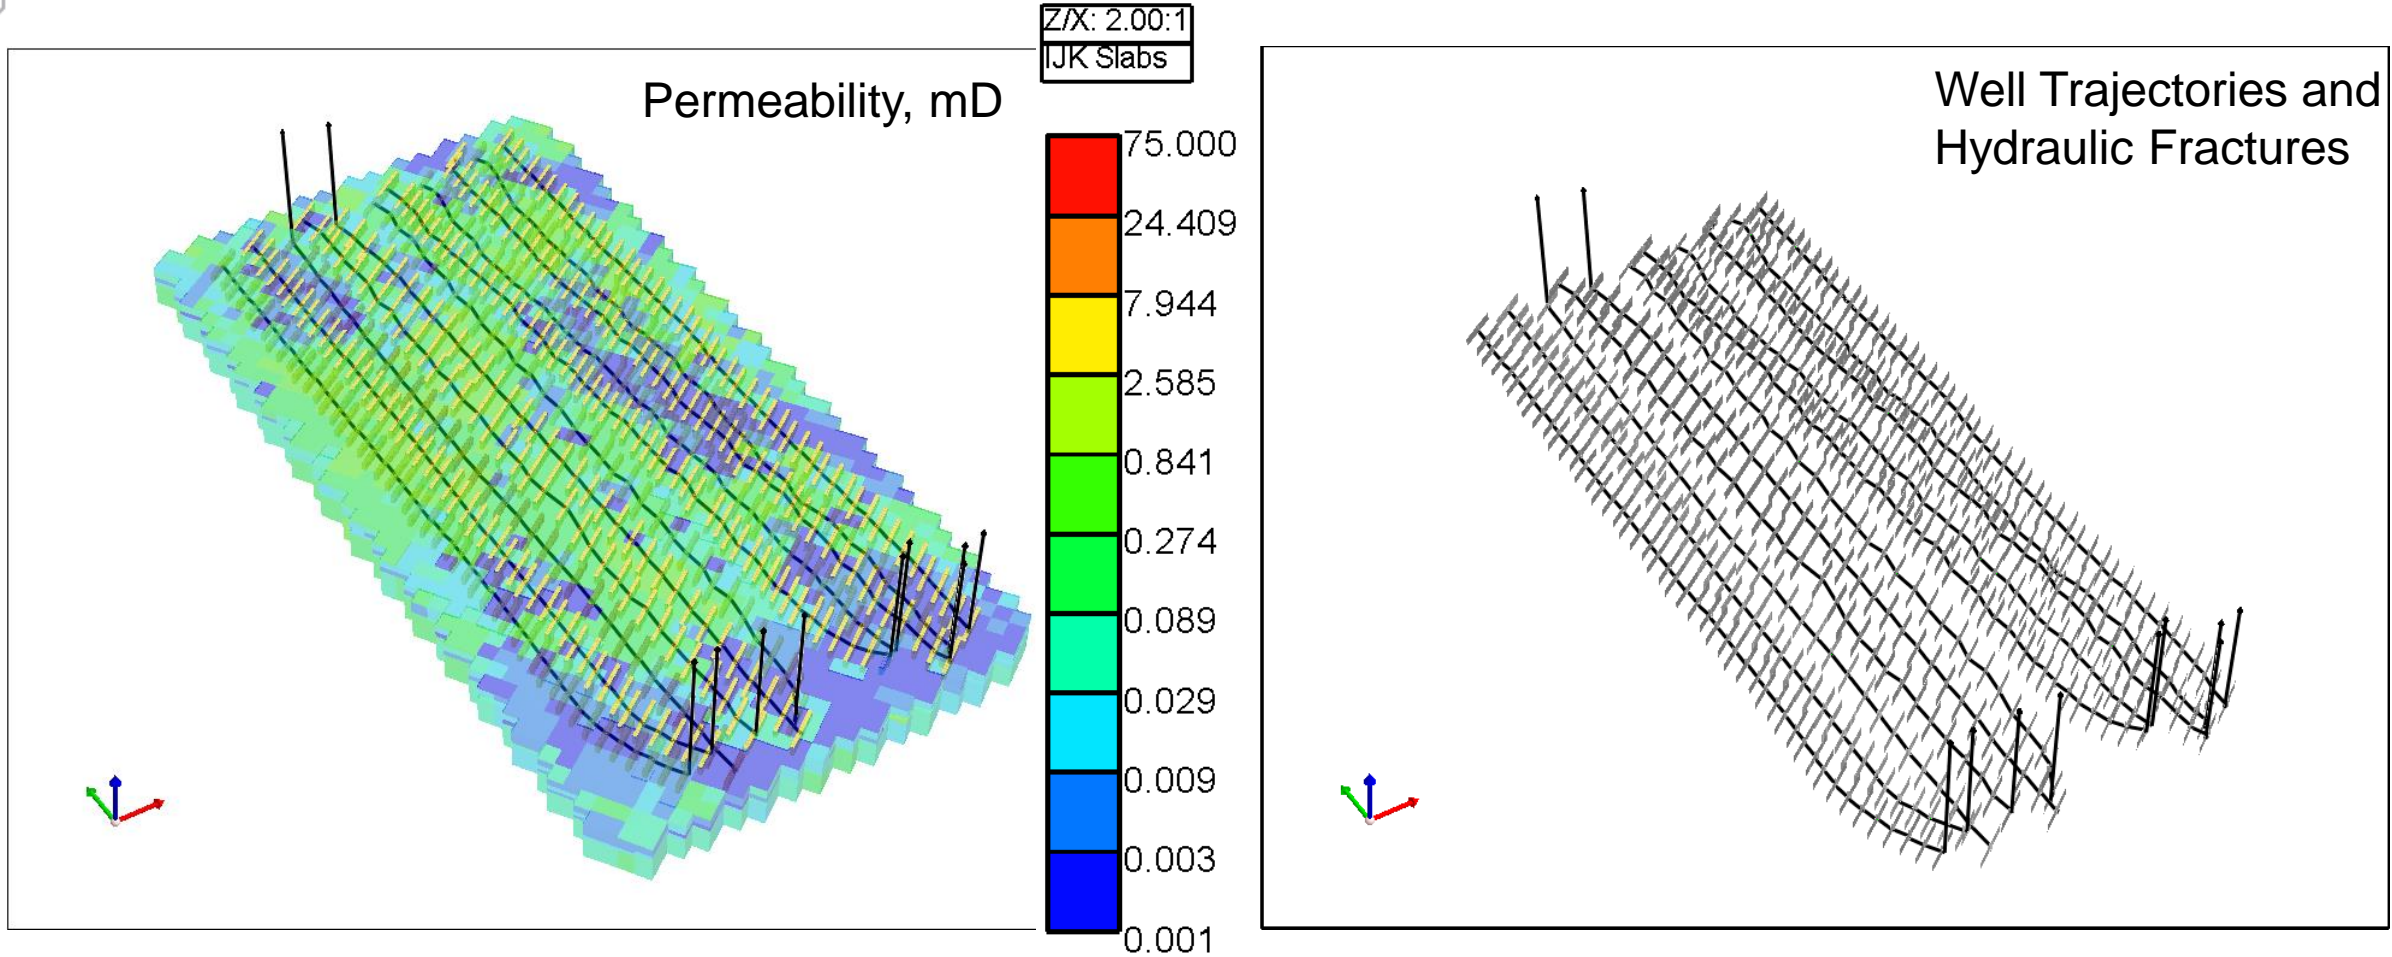 Z/X: 2.00:1
IJK Slabs
Permeability, mD
75.000
24.409
7.944
2.585
0.841
0.274
0.089
0.029
0.009
0.003
0.001
Well Trajectories and
Hydraulic Fractures